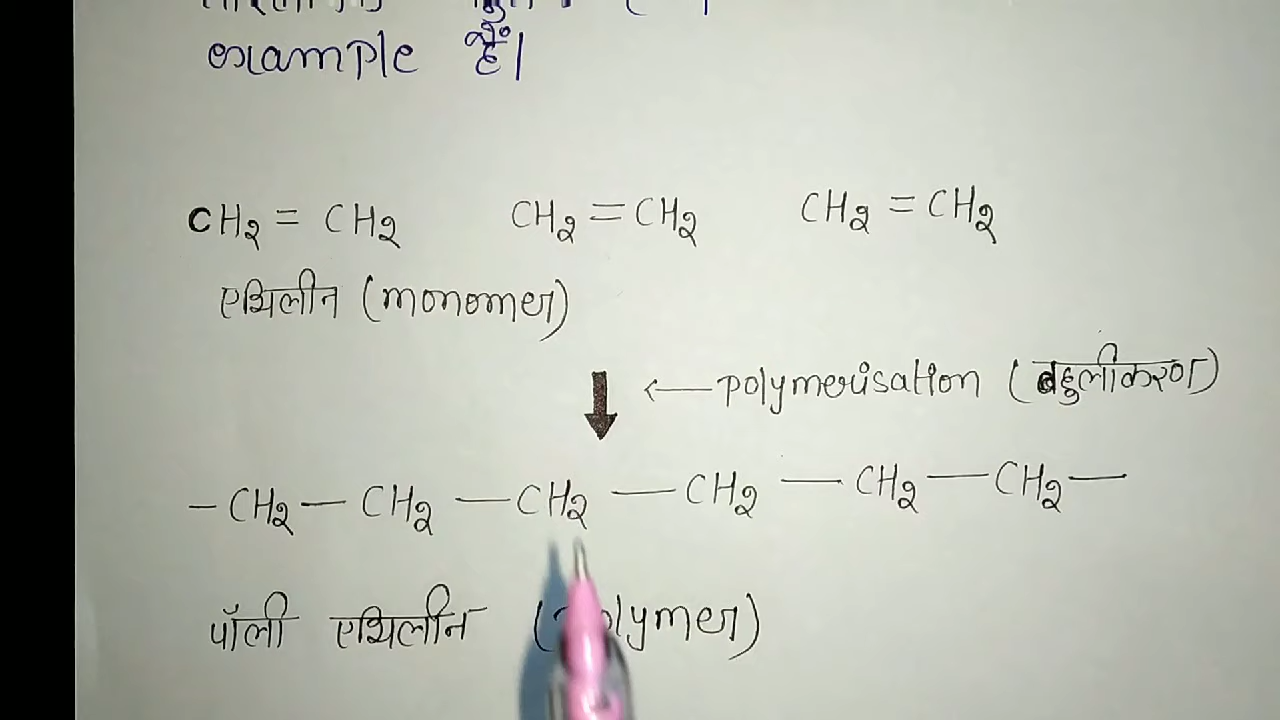 example हैं।
CH2 = CH2 CH2 = CH2 CH2 = CH2
एथिलीन (monomer)
← polymerisation (बहुलीकरण)
- CH2 - CH2 - CH2 - CH2 - CH2 - CH2 -
पॉली एथिलीन (polymer)